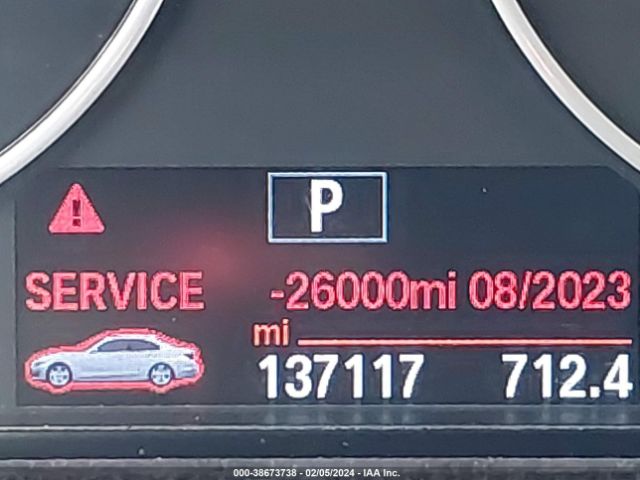 P
SERVICE -26000mi 08/2023
mi
137117 712.4
000-38673738 - 02/05/2024 - IAA Inc.